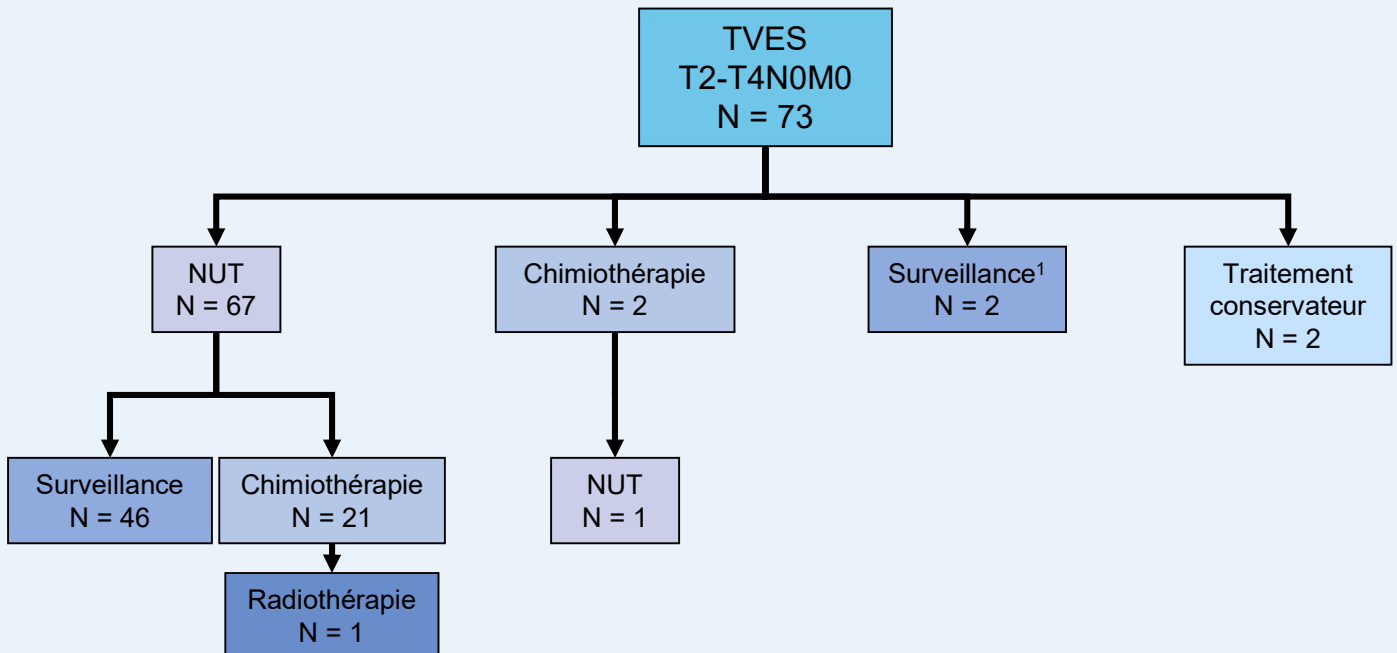 TVES
T2-T4N0M0
N = 73
NUT
N = 67
Chimiothérapie
N = 2
Surveillance¹
N = 2
Traitement
conservateur
N = 2
Surveillance
N = 46
Chimiothérapie
N = 21
NUT
N = 1
Radiothérapie
N = 1